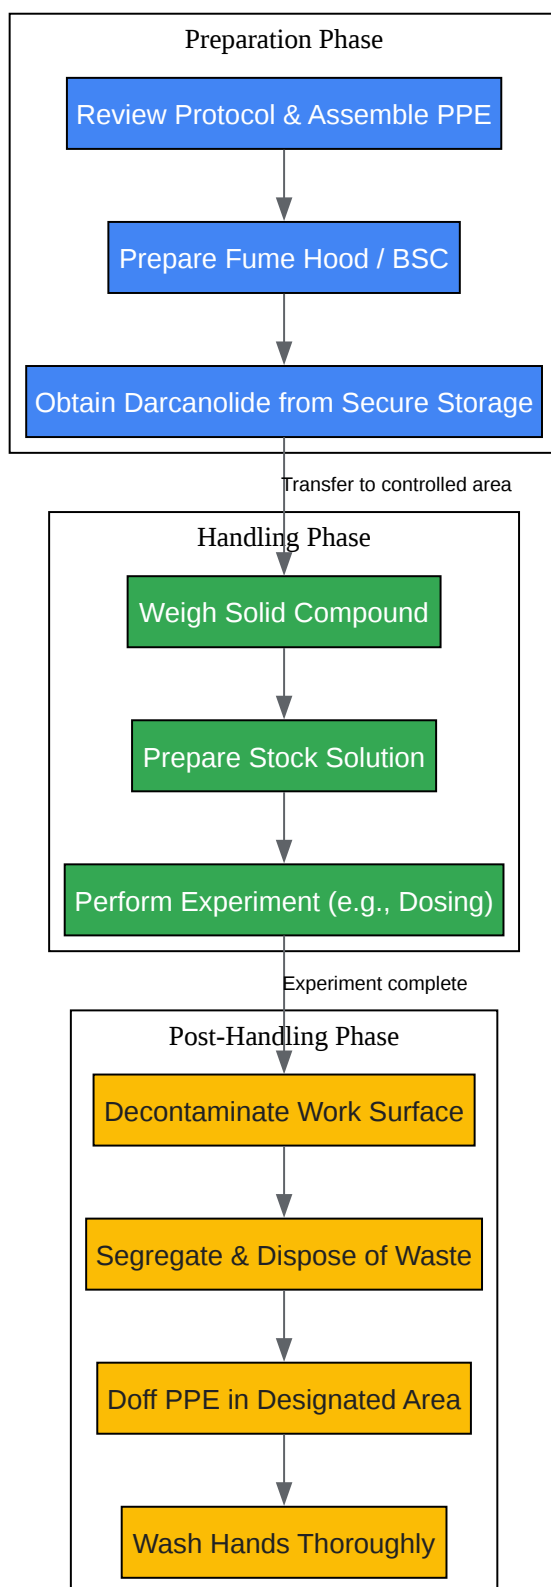 Preparation Phase
Review Protocol & Assemble PPE
Prepare Fume Hood / BSC
Obtain Darcanolide from Secure Storage
Transfer to controlled area
Handling Phase
Weigh Solid Compound
Prepare Stock Solution
Perform Experiment (e.g., Dosing)
Experiment complete
Post-Handling Phase
Decontaminate Work Surface
Segregate & Dispose of Waste
Doff PPE in Designated Area
Wash Hands Thoroughly